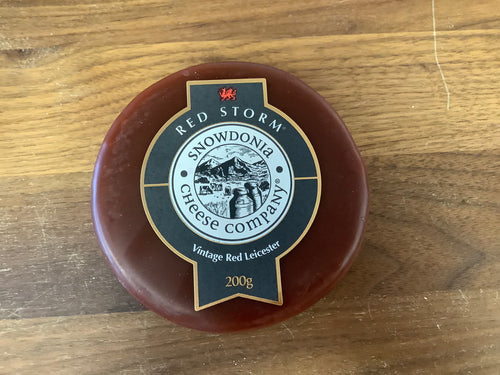 RED STORM®
SNOWDONIA
CHEESE COMPANY®
Vintage Red Leicester
200g